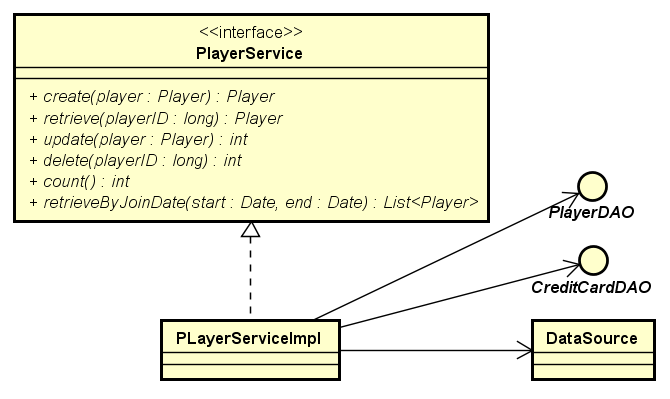 <<interface>>
PlayerService
+ create(player : Player) : Player
+ retrieve(playerID : long) : Player
+ update(player : Player) : int
+ delete(playerID : long) : int
+ count() : int
+ retrieveByJoinDate(start : Date, end : Date) : List<Player>
PlayerDAO
CreditCardDAO
PLayerServiceImpl
DataSource